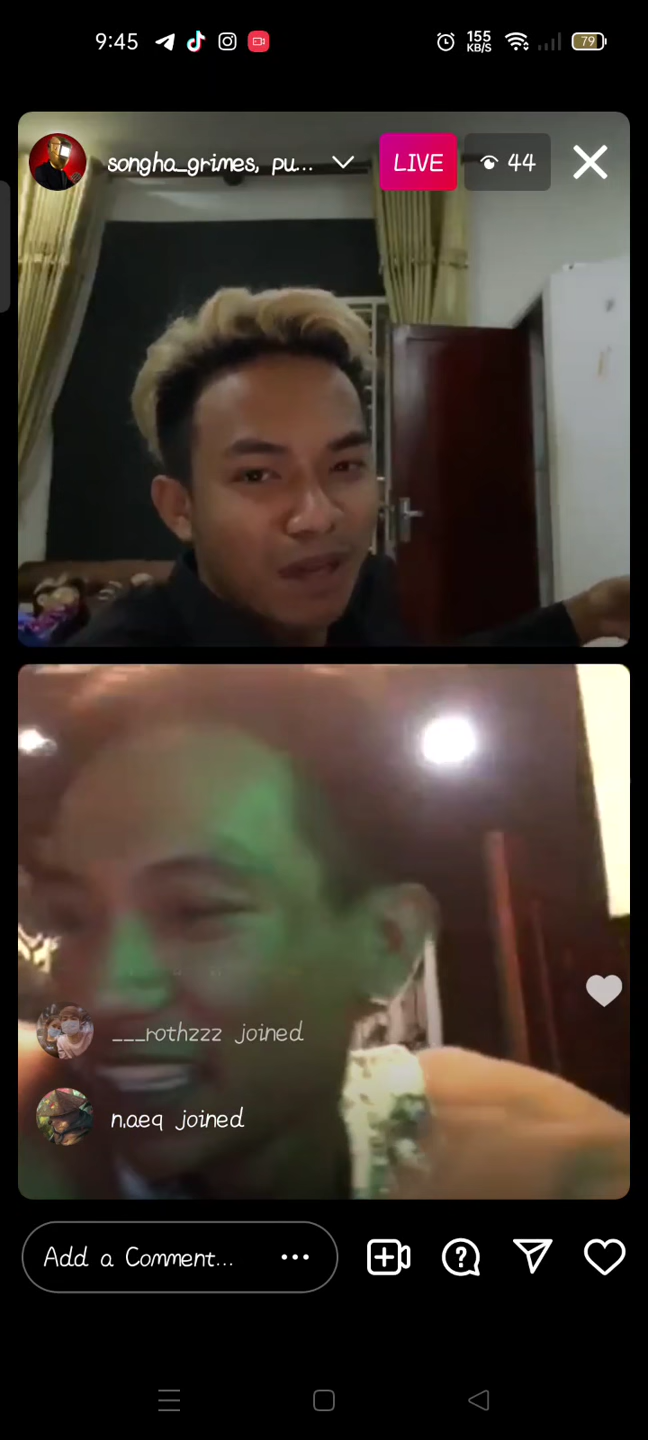 9:45
155
KB/S
79
songha_grimes, pu...
LIVE
44
___rothzzz joined
n.aeq joined
Add a Comment...